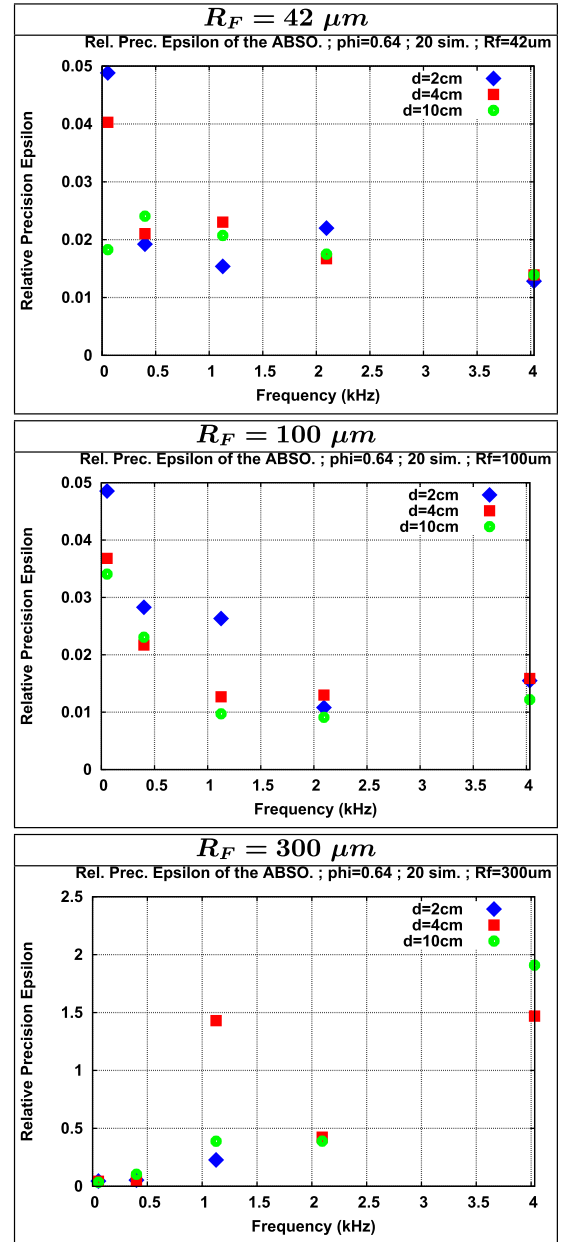 R_F = 42 μm
Rel. Prec. Epsilon of the ABSO. ; phi=0.64 ; 20 sim. ; Rf=42um
d=2cm
d=4cm
d=10cm
0.05
0.04
0.03
0.02
0.01
0
Relative Precision Epsilon
0 0.5 1 1.5 2 2.5 3 3.5 4
Frequency (kHz)
R_F = 100 μm
Rel. Prec. Epsilon of the ABSO. ; phi=0.64 ; 20 sim. ; Rf=100um
d=2cm
d=4cm
d=10cm
0.05
0.04
0.03
0.02
0.01
0
Relative Precision Epsilon
0 0.5 1 1.5 2 2.5 3 3.5 4
Frequency (kHz)
R_F = 300 μm
Rel. Prec. Epsilon of the ABSO. ; phi=0.64 ; 20 sim. ; Rf=300um
d=2cm
d=4cm
d=10cm
2.5
2
1.5
1
0.5
0
Relative Precision Epsilon
0 0.5 1 1.5 2 2.5 3 3.5 4
Frequency (kHz)